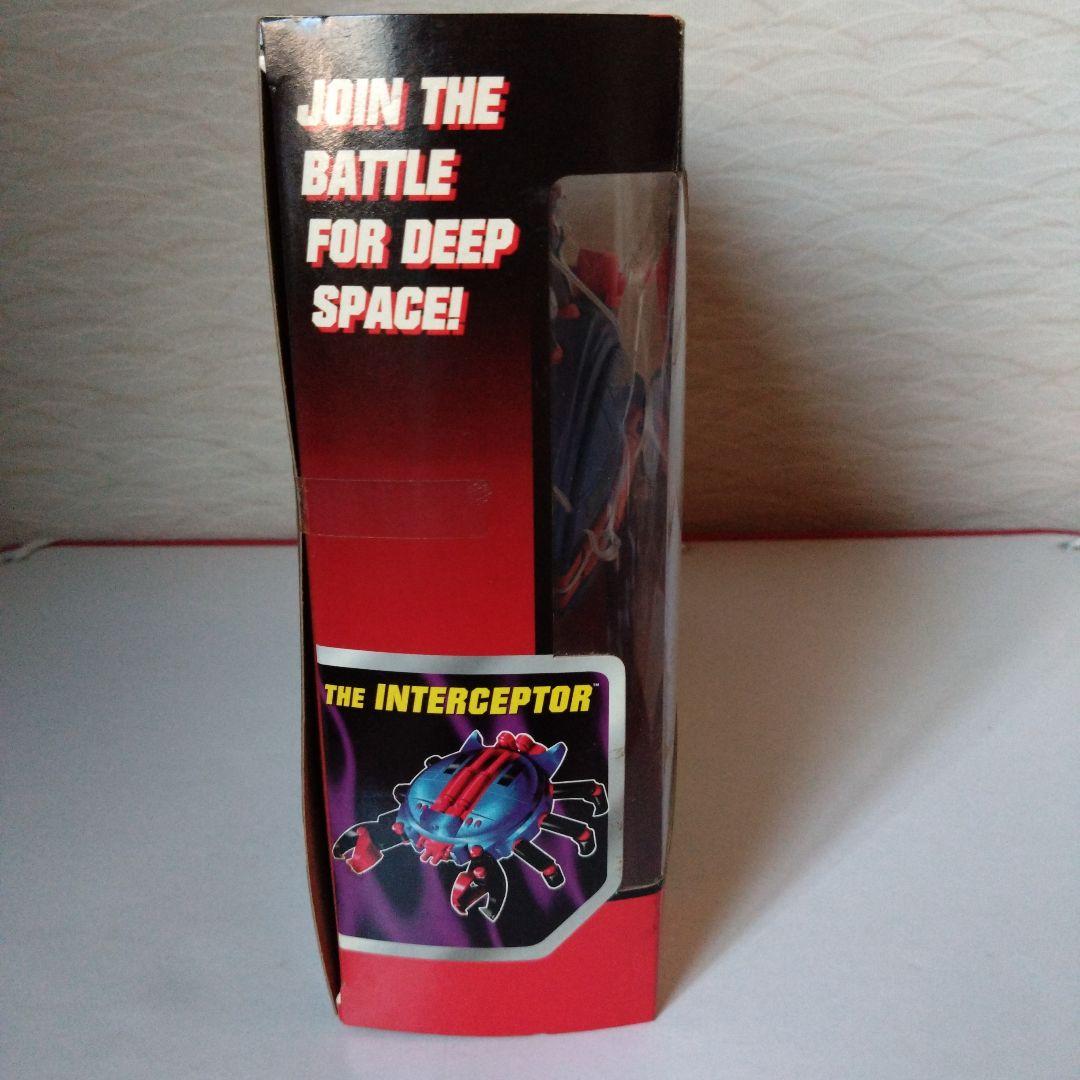 JOIN THE
BATTLE
FOR DEEP
SPACE!
THE INTERCEPTOR™